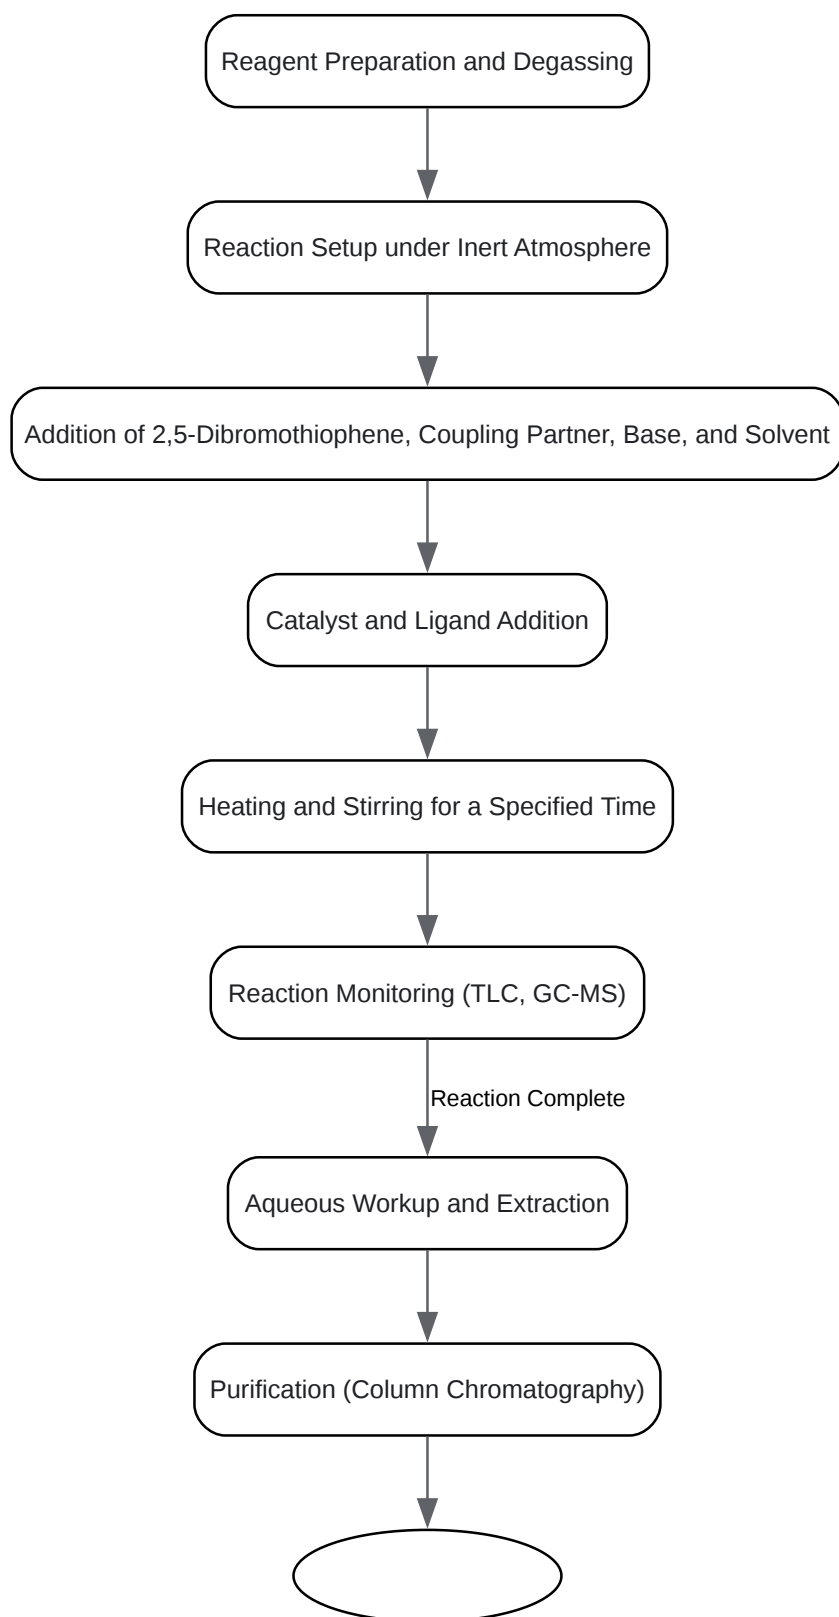 Reagent Preparation and Degassing
Reaction Setup under Inert Atmosphere
Addition of 2,5-Dibromothiophene, Coupling Partner, Base, and Solvent
Catalyst and Ligand Addition
Heating and Stirring for a Specified Time
Reaction Monitoring (TLC, GC-MS)
Reaction Complete
Aqueous Workup and Extraction
Purification (Column Chromatography)